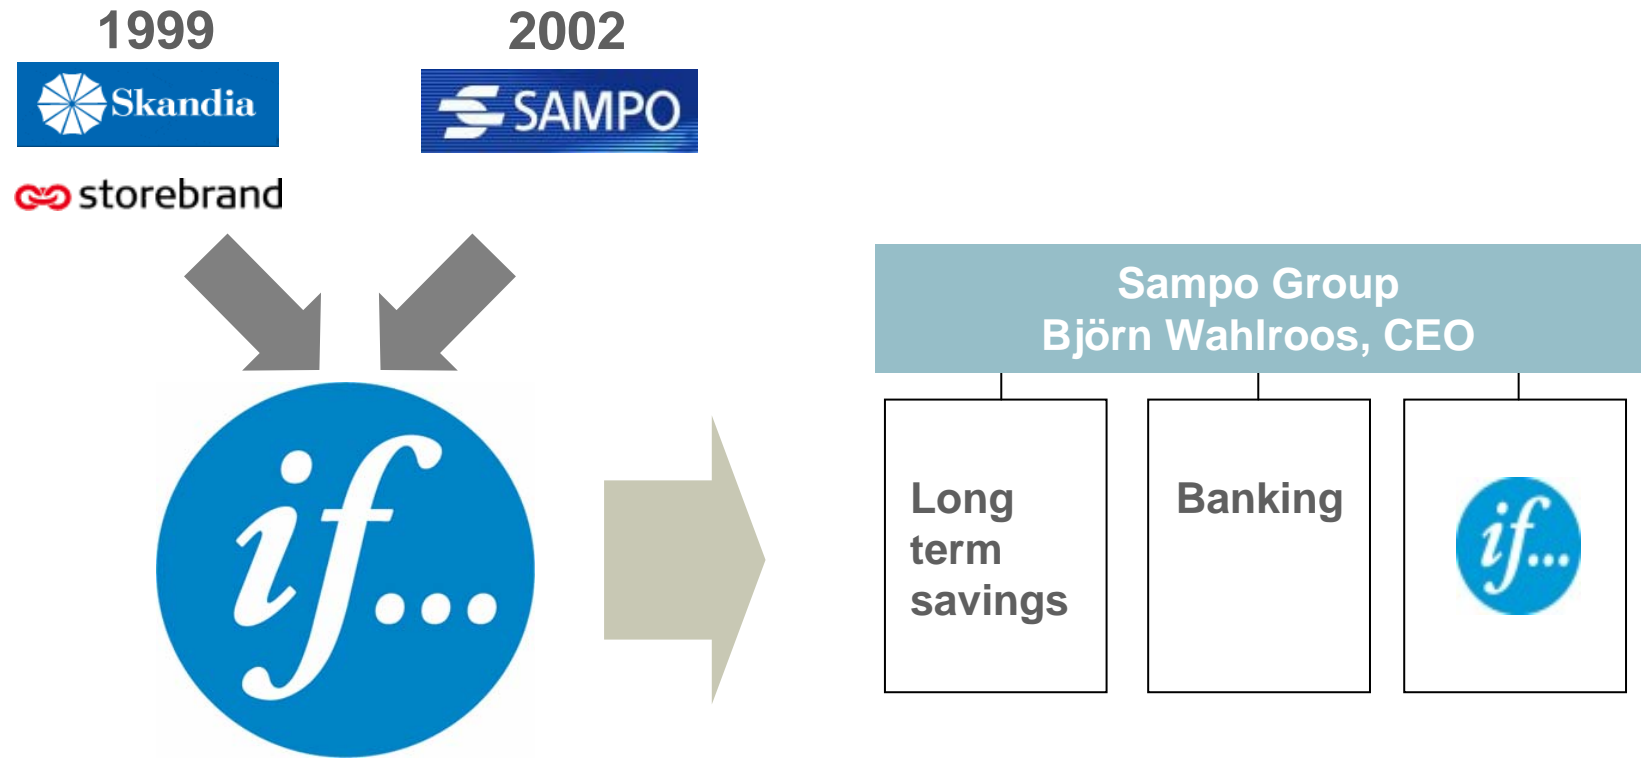 1999
2002
Skandia
SAMPO
storebrand
if...
Sampo Group
Björn Wahlroos, CEO
Long
term
savings
Banking
if...